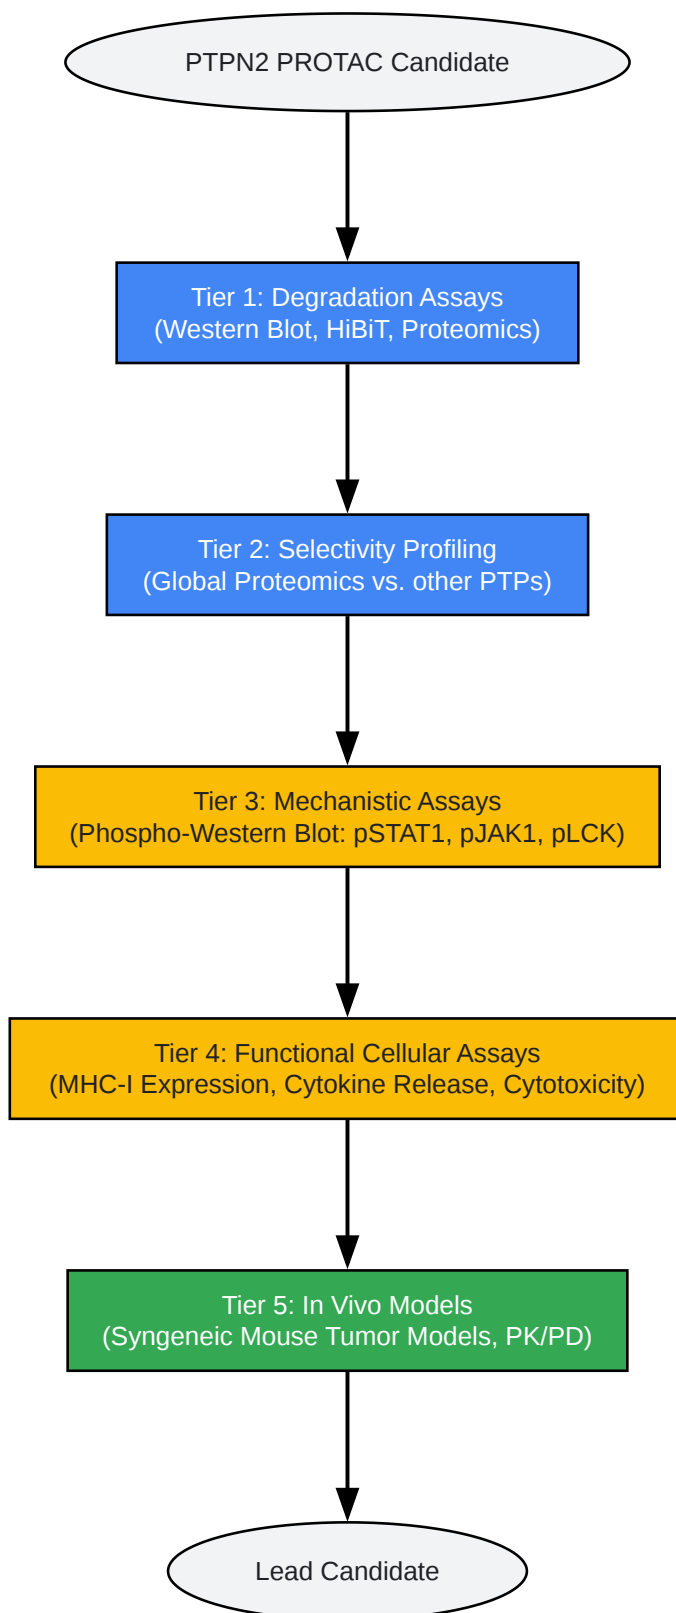 PTPN2 PROTAC Candidate
Tier 1: Degradation Assays
(Western Blot, HiBiT, Proteomics)
Tier 2: Selectivity Profiling
(Global Proteomics vs. other PTPs)
Tier 3: Mechanistic Assays
(Phospho-Western Blot: pSTAT1, pJAK1, pLCK)
Tier 4: Functional Cellular Assays
(MHC-I Expression, Cytokine Release, Cytotoxicity)
Tier 5: In Vivo Models
(Syngeneic Mouse Tumor Models, PK/PD)
Lead Candidate